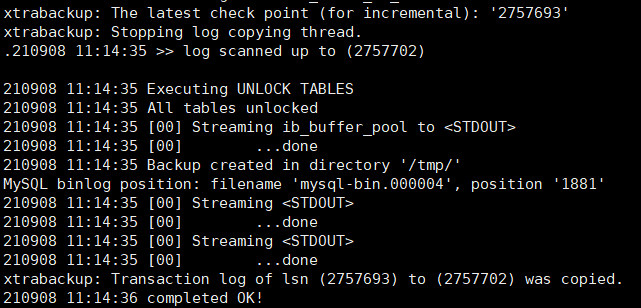 xtrabackup: The latest check point (for incremental): '2757693'
xtrabackup: Stopping log copying thread.
.210908 11:14:35 >> log scanned up to (2757702)

210908 11:14:35 Executing UNLOCK TABLES
210908 11:14:35 All tables unlocked
210908 11:14:35 [00] Streaming ib_buffer_pool to <STDOUT>
210908 11:14:35 [00]        ...done
210908 11:14:35 Backup created in directory '/tmp/'
MySQL binlog position: filename 'mysql-bin.000004', position '1881'
210908 11:14:35 [00] Streaming <STDOUT>
210908 11:14:35 [00]        ...done
210908 11:14:35 [00] Streaming <STDOUT>
210908 11:14:35 [00]        ...done
xtrabackup: Transaction log of lsn (2757693) to (2757702) was copied.
210908 11:14:36 completed OK!